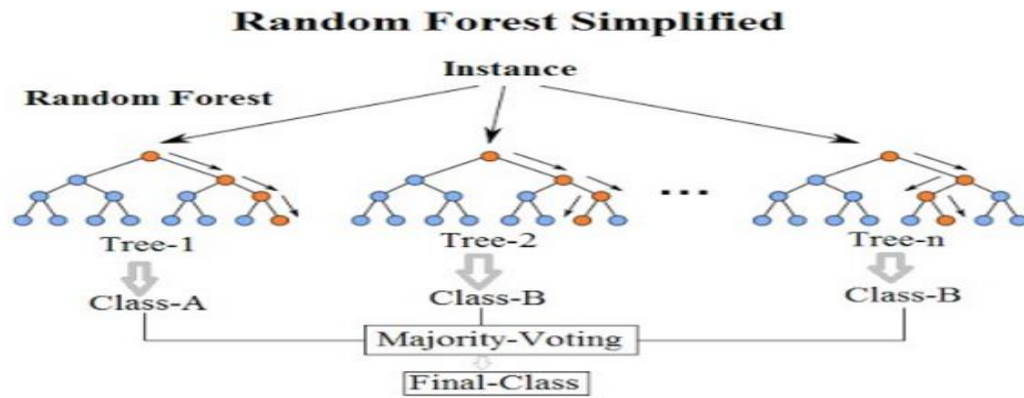 Random Forest Simplified
Instance
Random Forest
...
Tree-1
Tree-2
Tree-n
Class-A
Class-B
Class-B
Majority-Voting
Final-Class